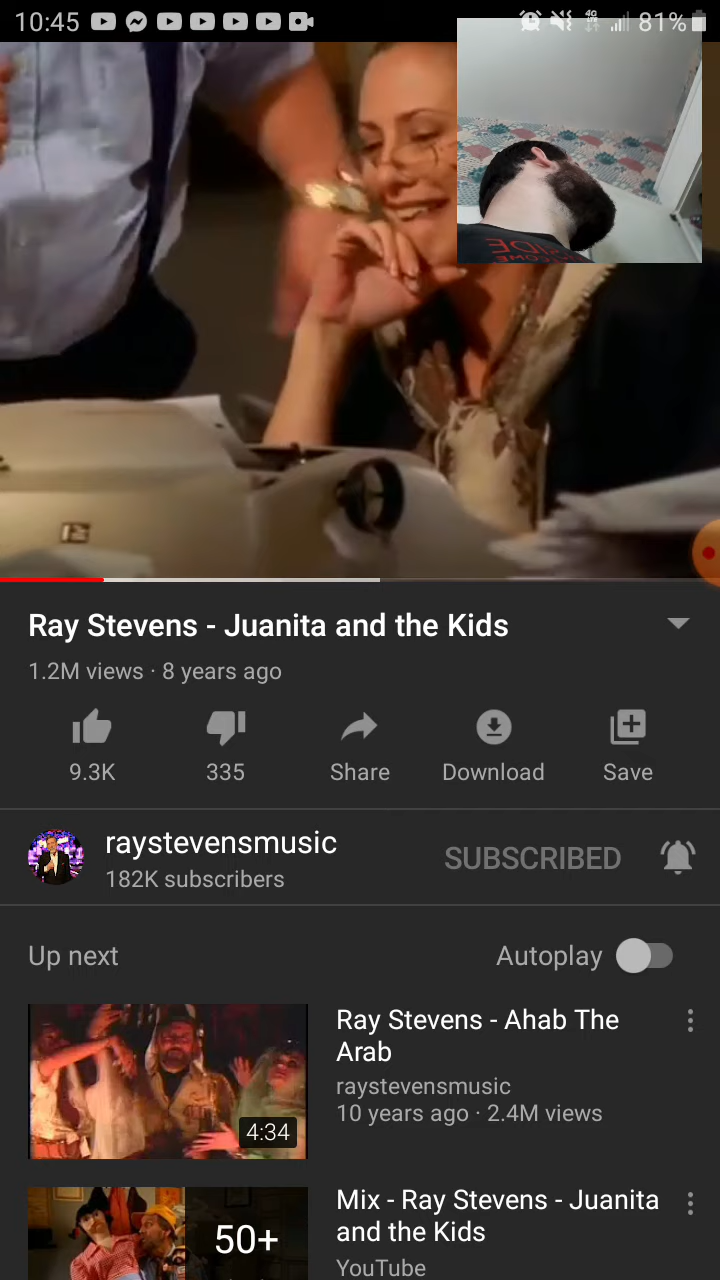 10:45 81%
Ray Stevens - Juanita and the Kids
1.2M views · 8 years ago
9.3K 335 Share Download Save
raystevensmusic
182K subscribers
SUBSCRIBED
Up next Autoplay
Ray Stevens - Ahab The
Arab
raystevensmusic
10 years ago · 2.4M views
4:34
Mix - Ray Stevens - Juanita
and the Kids
YouTube
50+